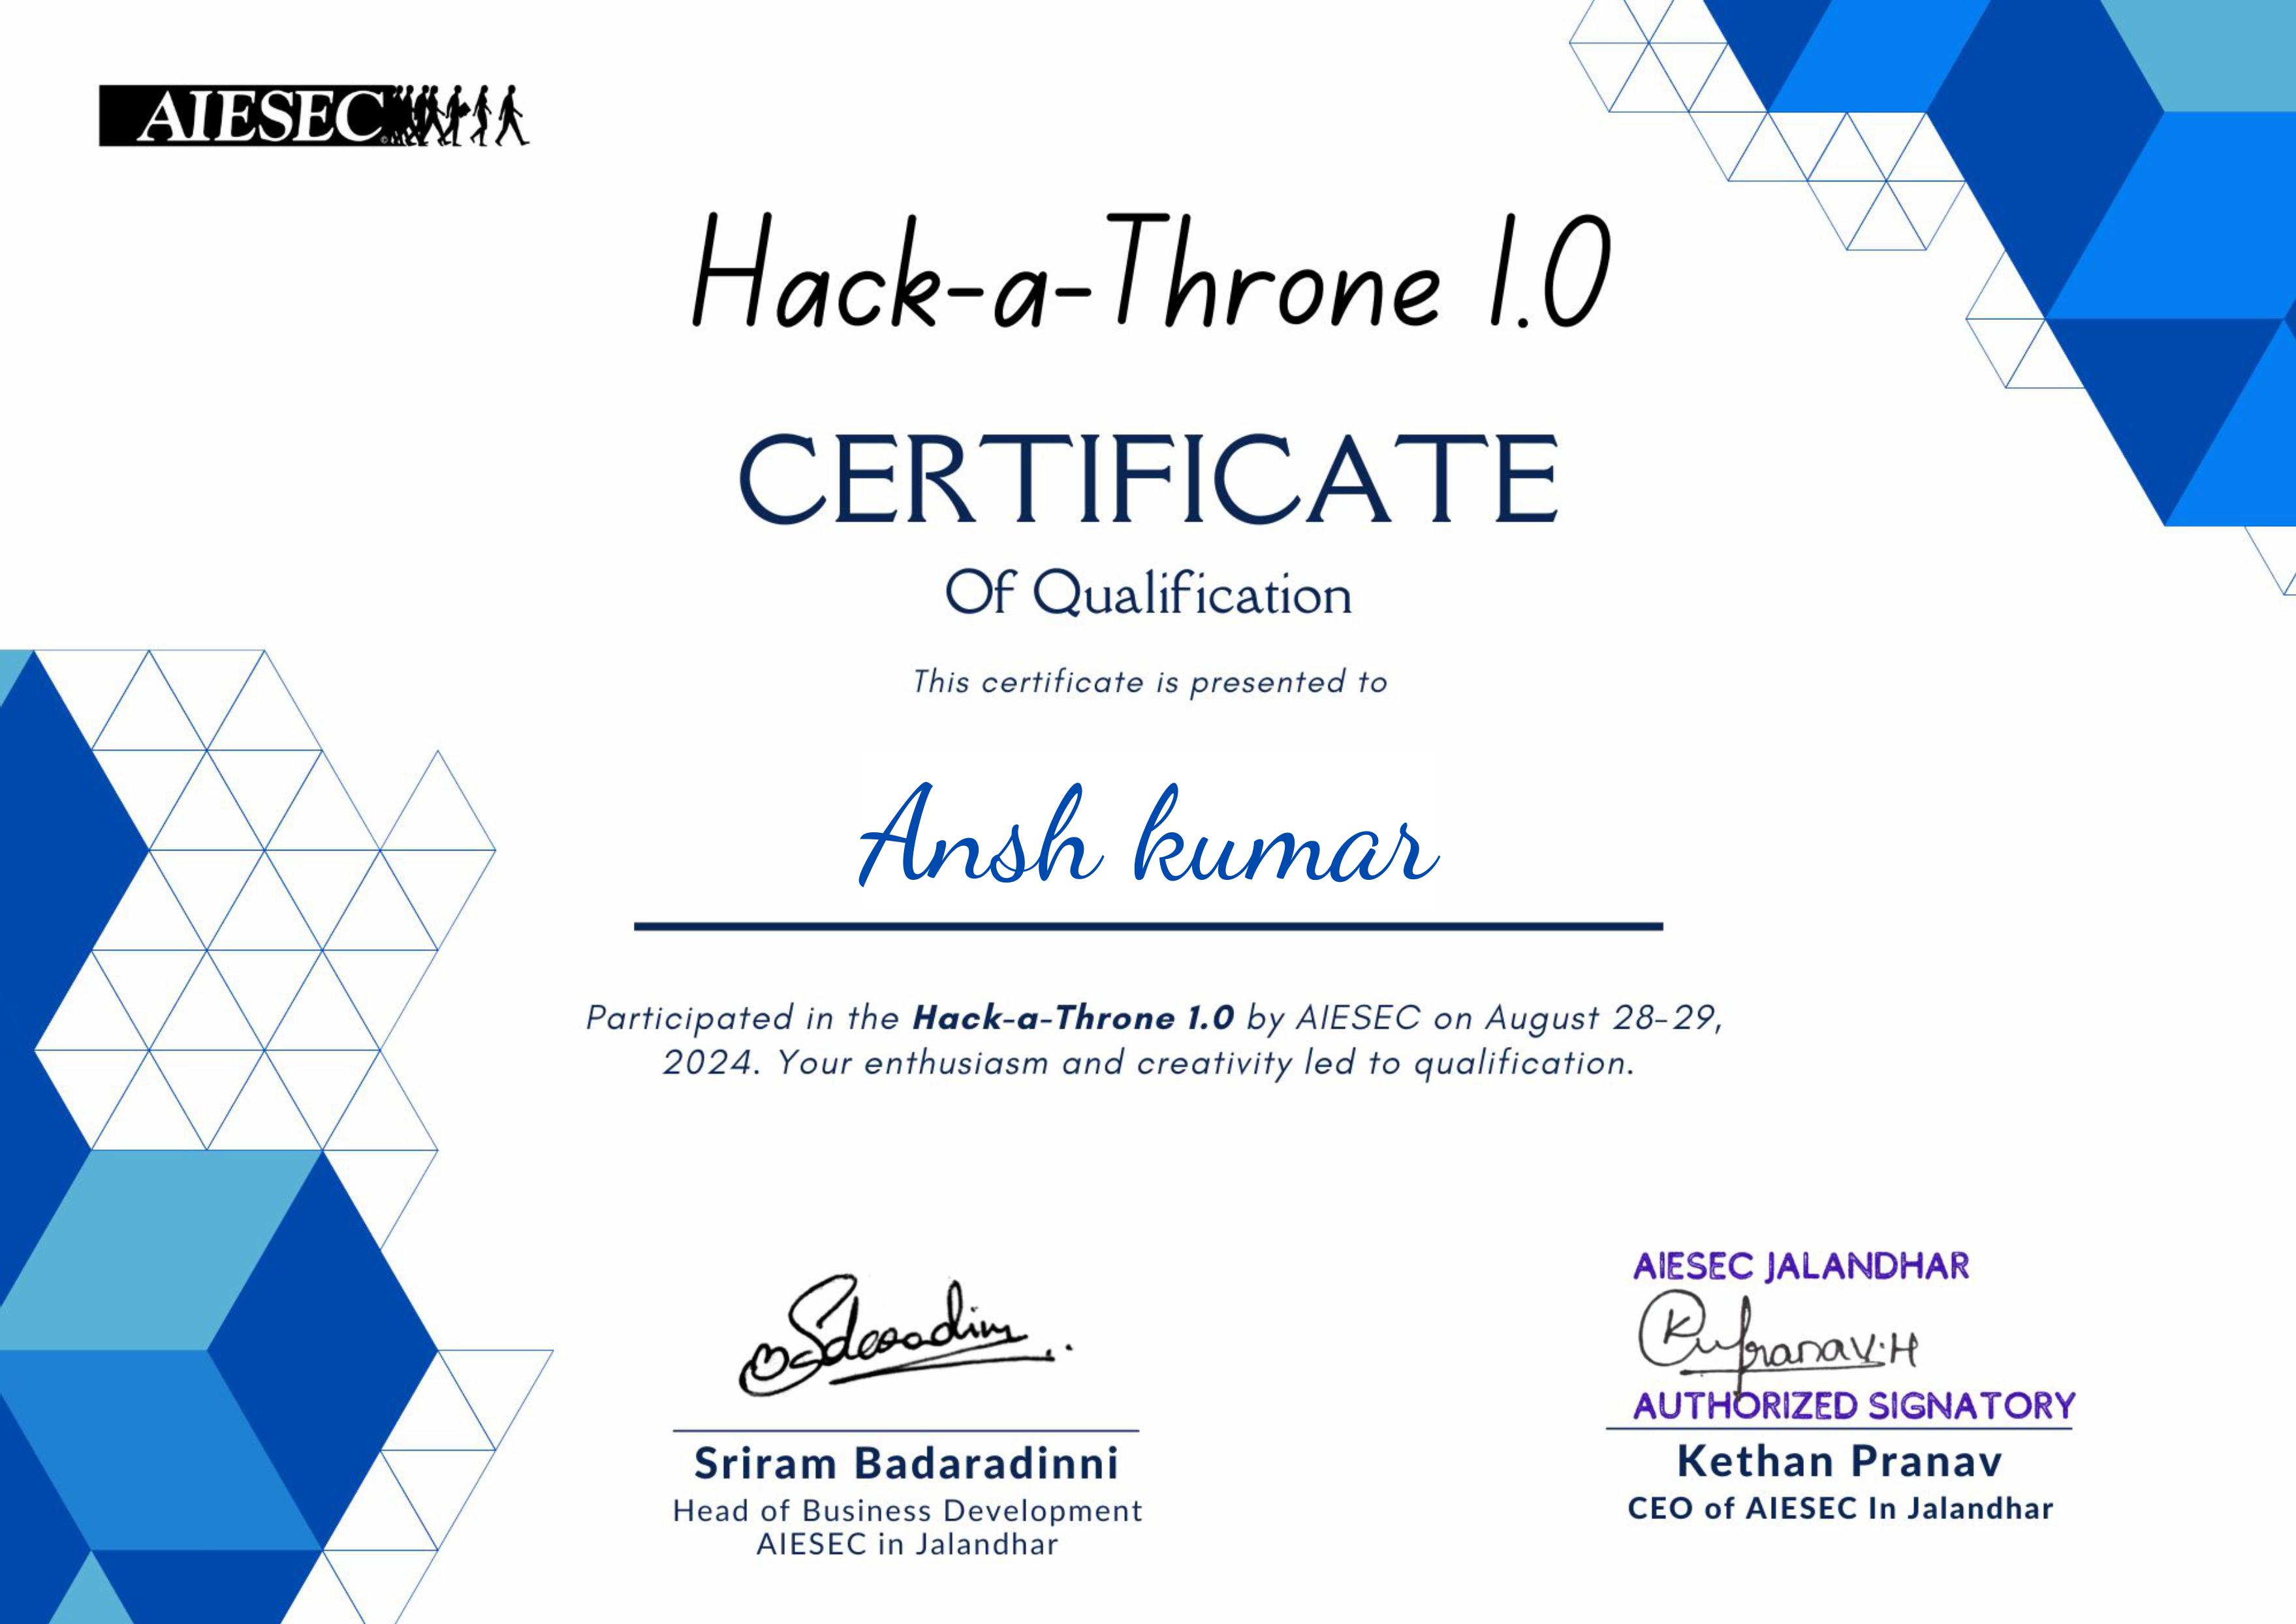 AIESEC
Hack-a-Throne 1.0
CERTIFICATE
Of Qualification
This certificate is presented to
Ansh kumar
Participated in the Hack-a-Throne 1.0 by AIESEC on August 28-29,
2024. Your enthusiasm and creativity led to qualification.
Sriram Badaradinni
Head of Business Development
AIESEC in Jalandhar
AIESEC JALANDHAR
AUTHORIZED SIGNATORY
Kethan Pranav
CEO of AIESEC In Jalandhar